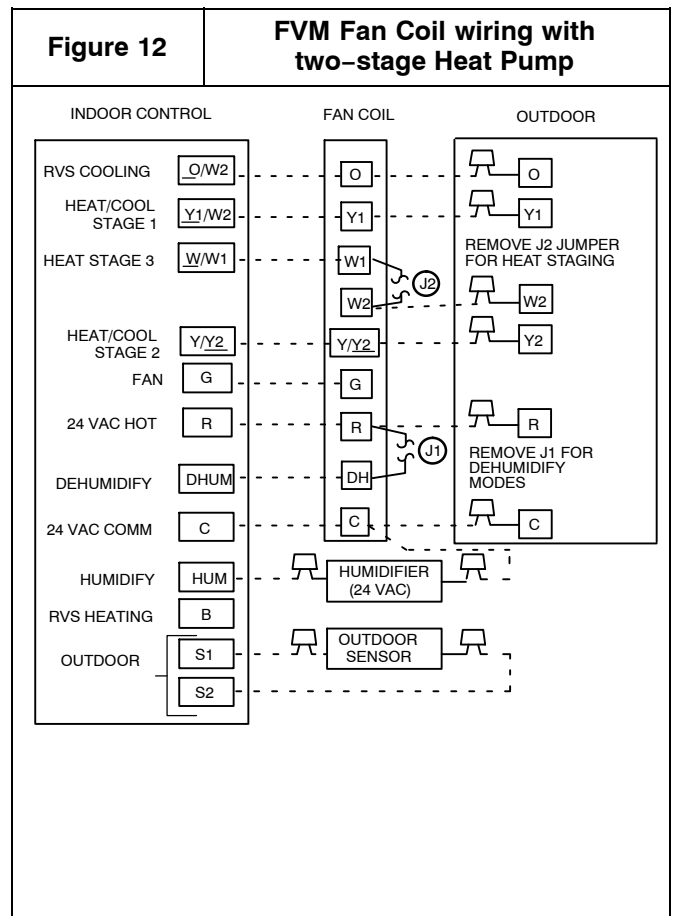 Figure 12
FVM Fan Coil wiring with
two-stage Heat Pump
INDOOR CONTROL
FAN COIL
OUTDOOR
RVS COOLING O/W2 O O
HEAT/COOL
STAGE 1
Y1/W2 Y1 Y1
REMOVE J2 JUMPER
FOR HEAT STAGING
HEAT STAGE 3 W/W1 W1
J2
W2 W2
HEAT/COOL
STAGE 2
Y/Y2 Y/Y2 Y2
FAN G G
24 VAC HOT R R R
J1
REMOVE J1 FOR
DEHUMIDIFY
MODES
DEHUMIDIFY DHUM DH
24 VAC COMM C C C
HUMIDIFY HUM
HUMIDIFIER
(24 VAC)
RVS HEATING B
OUTDOOR S1
S2
OUTDOOR
SENSOR